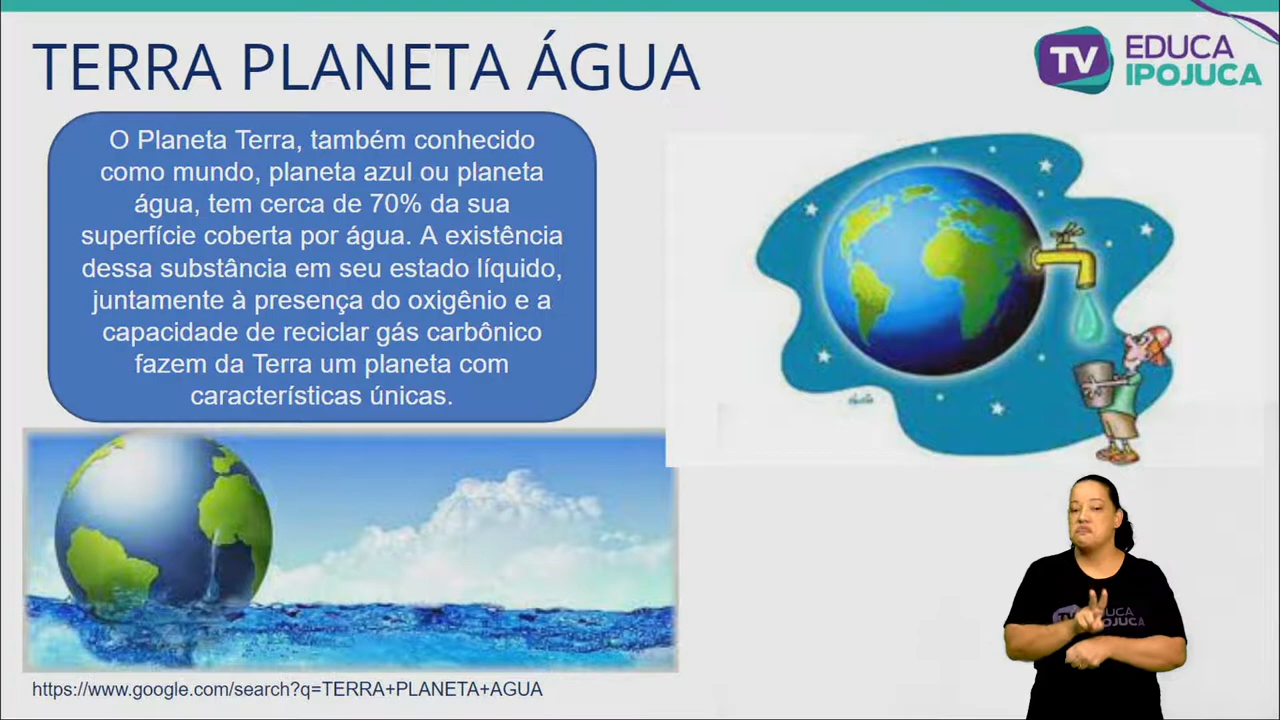 TERRA PLANETA ÁGUA
TV EDUCA
IPOJUCA
O Planeta Terra, também conhecido
como mundo, planeta azul ou planeta
água, tem cerca de 70% da sua
superfície coberta por água. A existência
dessa substância em seu estado líquido,
juntamente à presença do oxigênio e a
capacidade de reciclar gás carbônico
fazem da Terra um planeta com
características únicas.
https://www.google.com/search?q=TERRA+PLANETA+AGUA